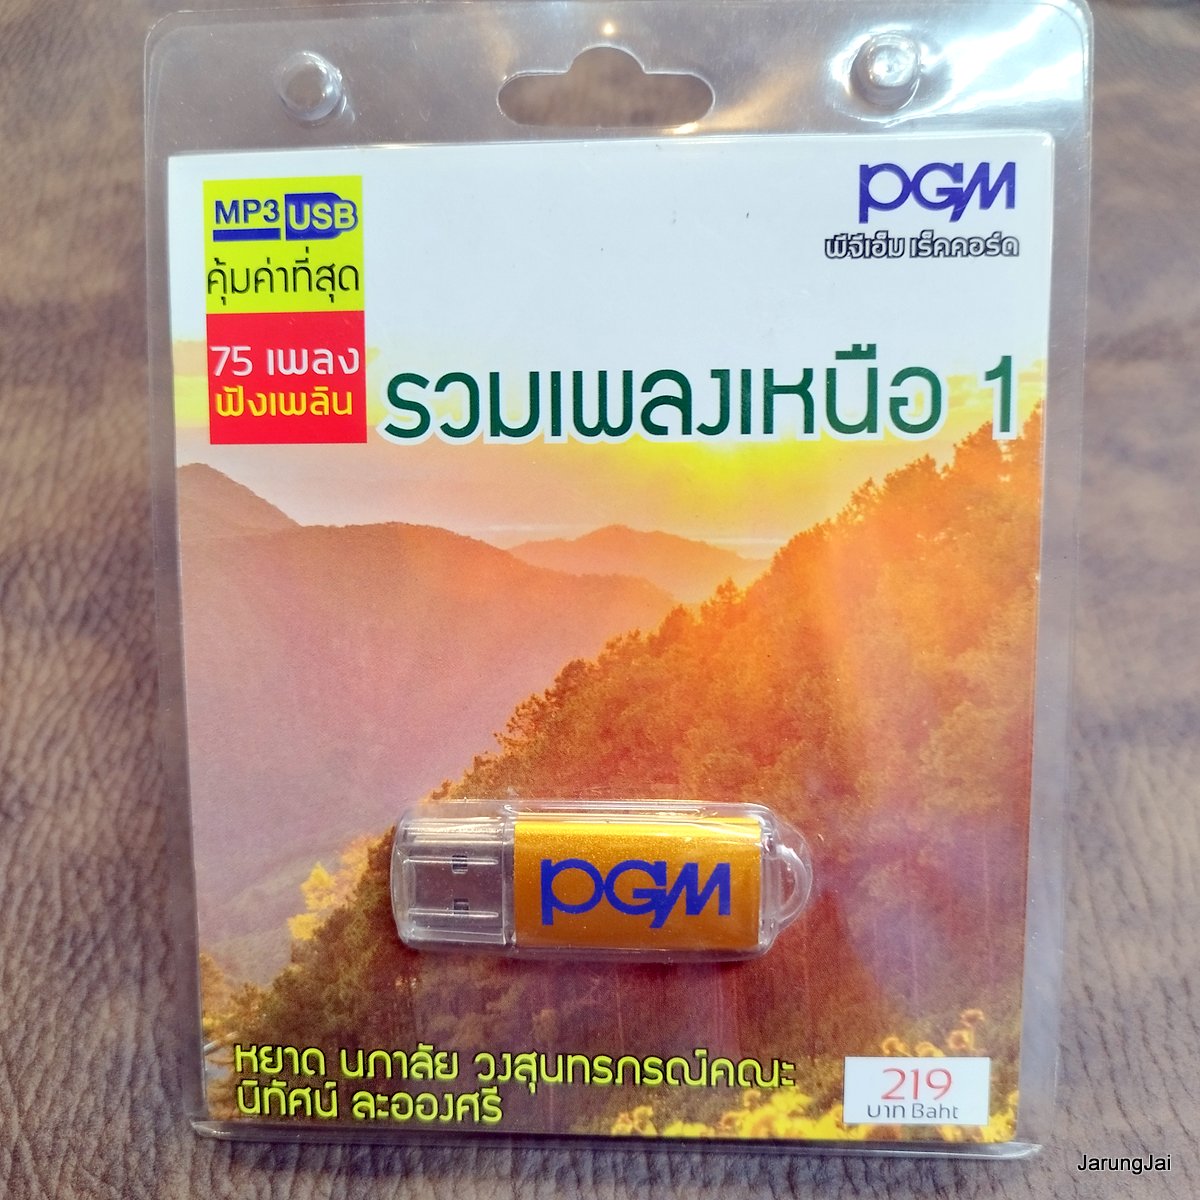 MP3 USB
คุ้มค่าที่สุด
75 เพลง
ฟังเพลิน
PGM
พีจีเอ็ม เร็คคอร์ด
รวมเพลงเหนือ 1
PGM
หยาด นภาลัย วงสุนทรภรณ์คณะ
นิทัศน์ ละอองศรี
219
บาท Baht
JarungJai